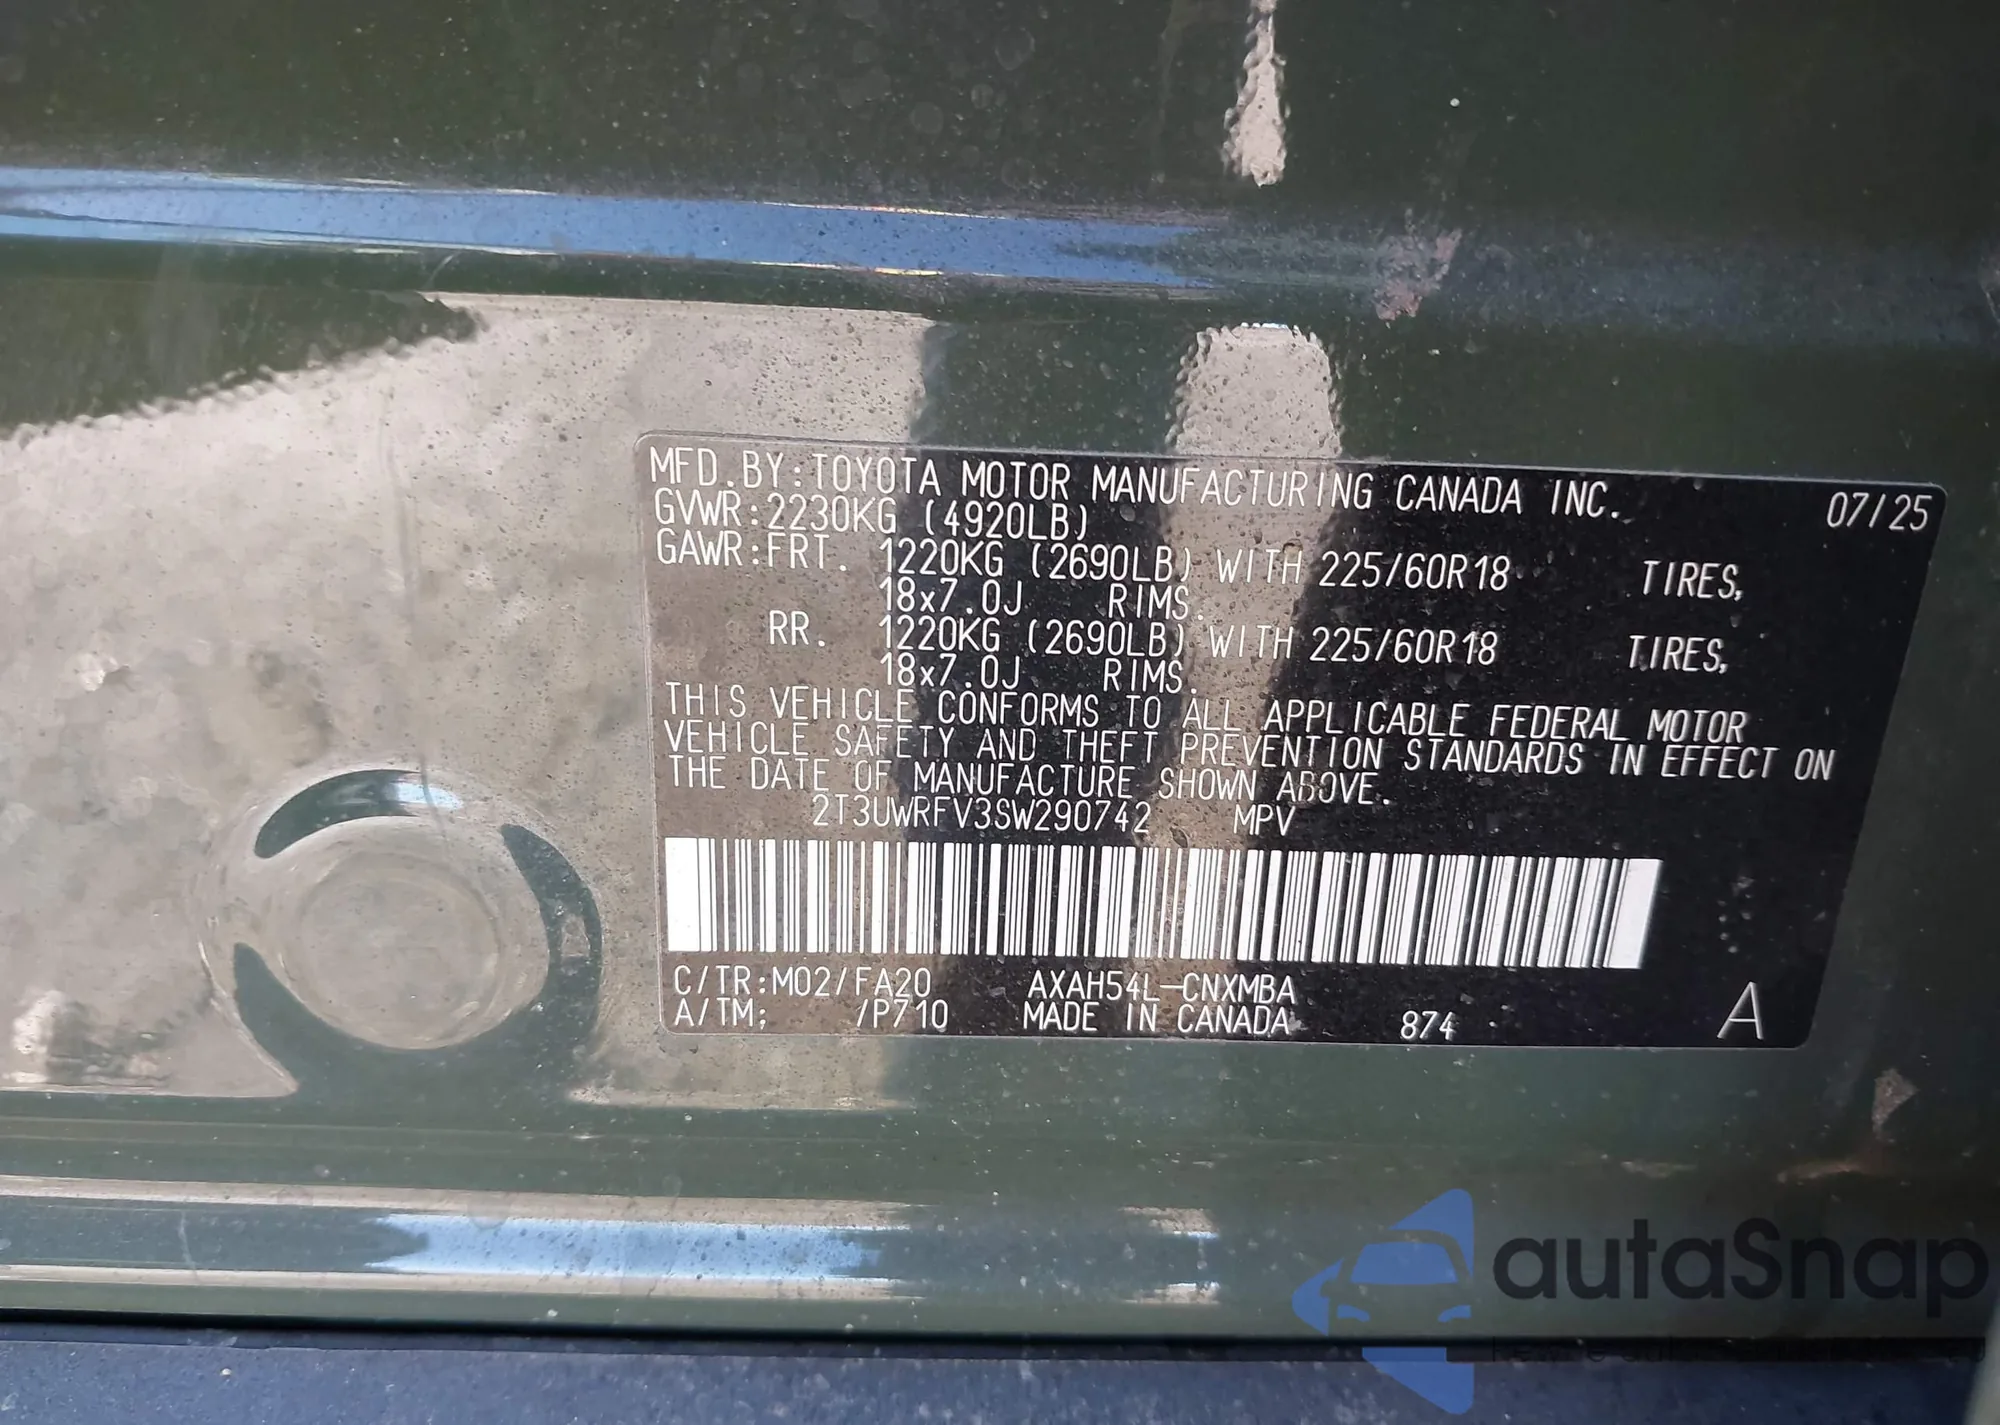 MFD.BY:TOYOTA MOTOR MANUFACTURING CANADA INC. 07/25
GVWR:2230KG (4920LB)
GAWR:FRT. 1220KG (2690LB) WITH 225/60R18 TIRES,
18x7.0J RIMS.
RR. 1220KG (2690LB) WITH 225/60R18 TIRES,
18x7.0J RIMS.
THIS VEHICLE CONFORMS TO ALL APPLICABLE FEDERAL MOTOR
VEHICLE SAFETY AND THEFT PREVENTION STANDARDS IN EFFECT ON
THE DATE OF MANUFACTURE SHOWN ABOVE.
2T3UWRFV3SW290742 MPV
C/TR:M02/FA20 AXAH54L-CNXMBA
A/TM: /P710 MADE IN CANADA 874 A
autaSnap